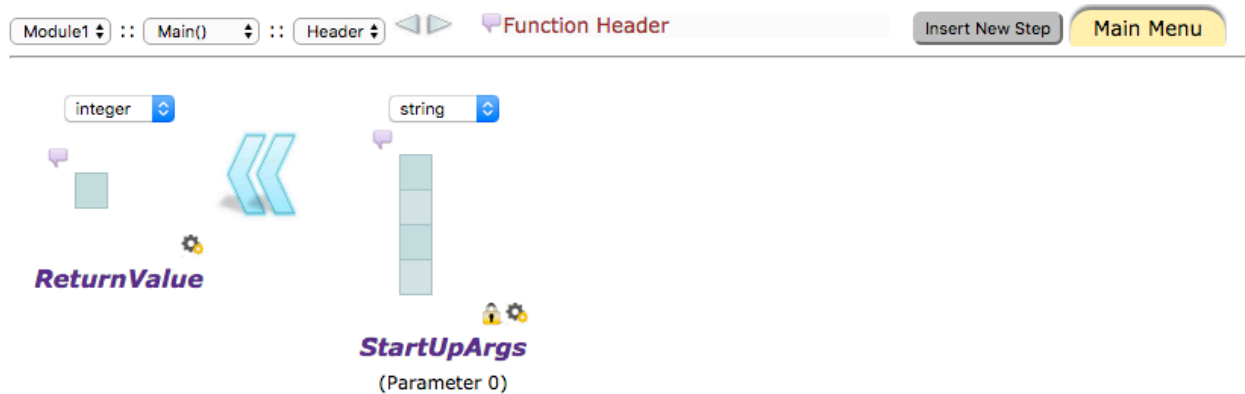 Module1 :: Main() :: Header Function Header Insert New Step Main Menu
integer string
ReturnValue
StartUpArgs
(Parameter 0)